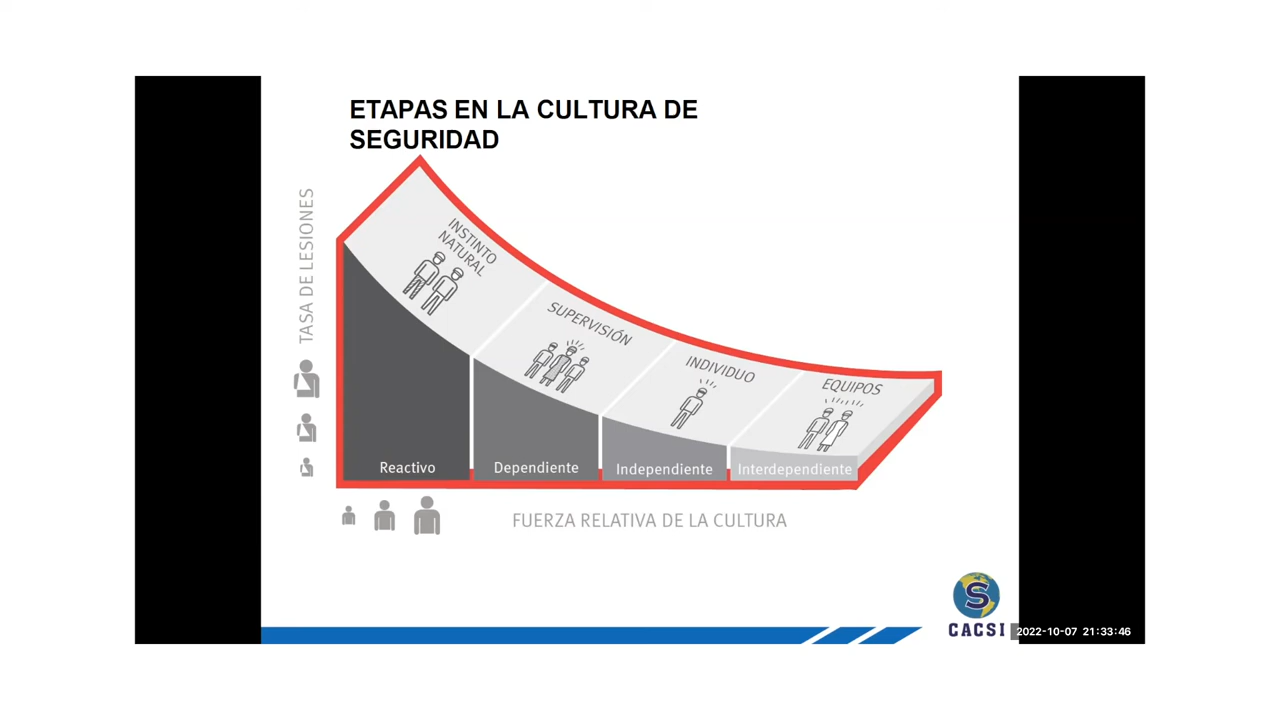 ETAPAS EN LA CULTURA DE
SEGURIDAD
TASA DE LESIONES
INSTINTO
NATURAL
SUPERVISIÓN
INDIVIDUO
EQUIPOS
Reactivo
Dependiente
Independiente
Interdependiente
FUERZA RELATIVA DE LA CULTURA
S
CACSI
2022-10-07 21:33:46